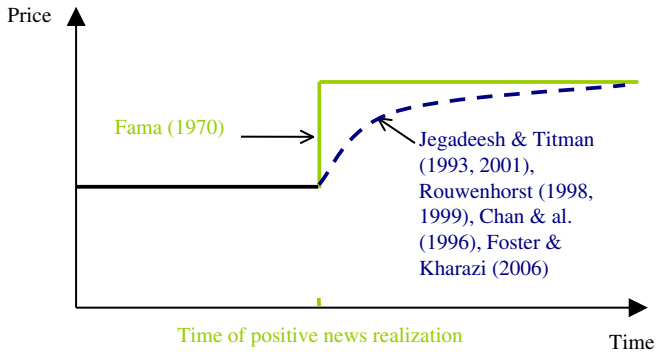 Price
Fama (1970)
Jegadeesh & Titman
(1993, 2001),
Rouwenhorst (1998,
1999), Chan & al.
(1996), Foster &
Kharazi (2006)
Time of positive news realization
Time